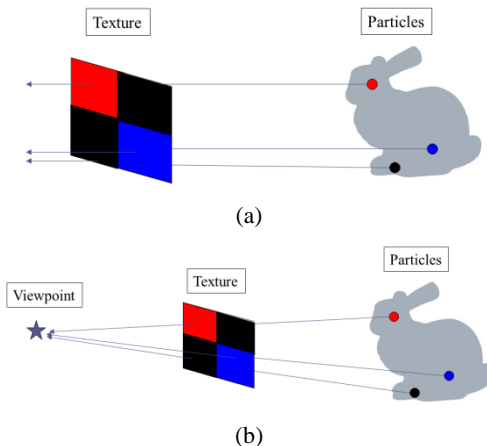 Texture
Particles
(a)
Particles
Texture
Viewpoint
(b)